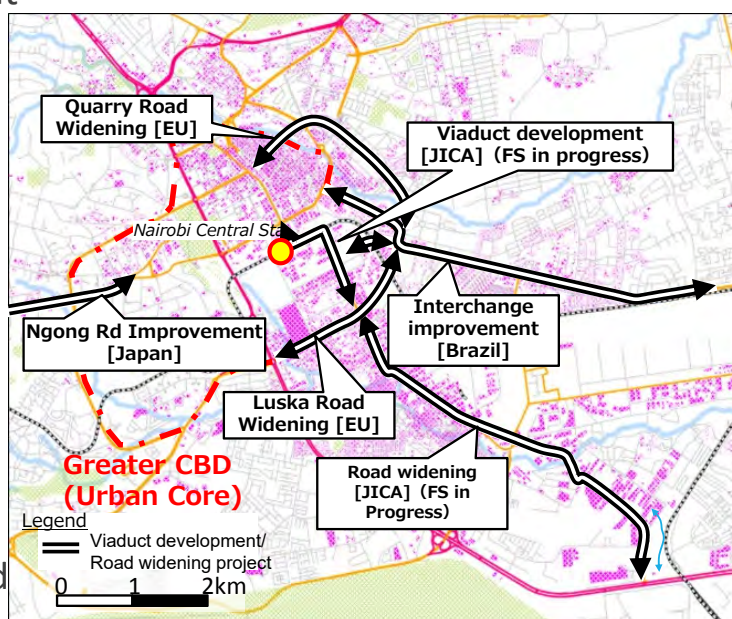 Quarry Road
Widening [EU]
Viaduct development
[JICA]（FS in progress）
Nairobi Central Sta
Ngong Rd Improvement
[Japan]
Interchange
improvement
[Brazil]
Luska Road
Widening [EU]
Road widening
[JICA]（FS in
Progress）
Greater CBD
(Urban Core)
Legend
Viaduct development/
Road widening project
0 1 2km